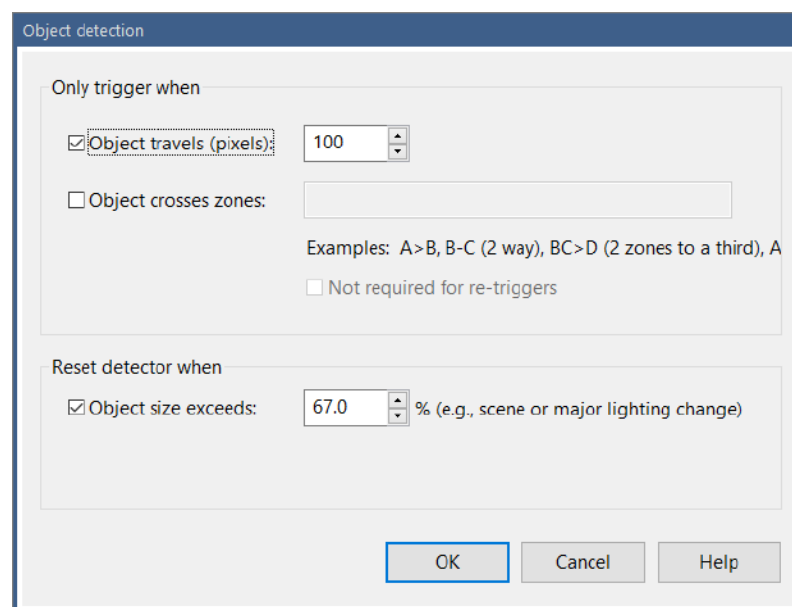 Object detection
Only trigger when
Object travels (pixels): 100
Object crosses zones:
Examples: A>B, B-C (2 way), BC>D (2 zones to a third), A
Not required for re-triggers
Reset detector when
Object size exceeds: 67.0 % (e.g., scene or major lighting change)
OK Cancel Help